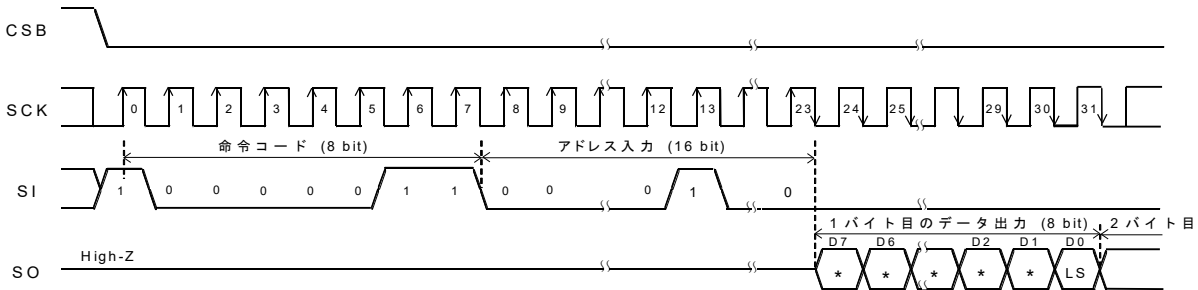 CSB
SCK 0 1 2 3 4 5 6 7 8 9 12 13 23 24 25 29 30 31
命令コード (8 bit) アドレス入力 (16 bit)
SI 1 0 0 0 0 0 1 1 0 0 0 1 0
1バイト目のデータ出力 (8 bit) 2バイト目
High-Z D7 D6 D2 D1 D0
SO * * * * * LS